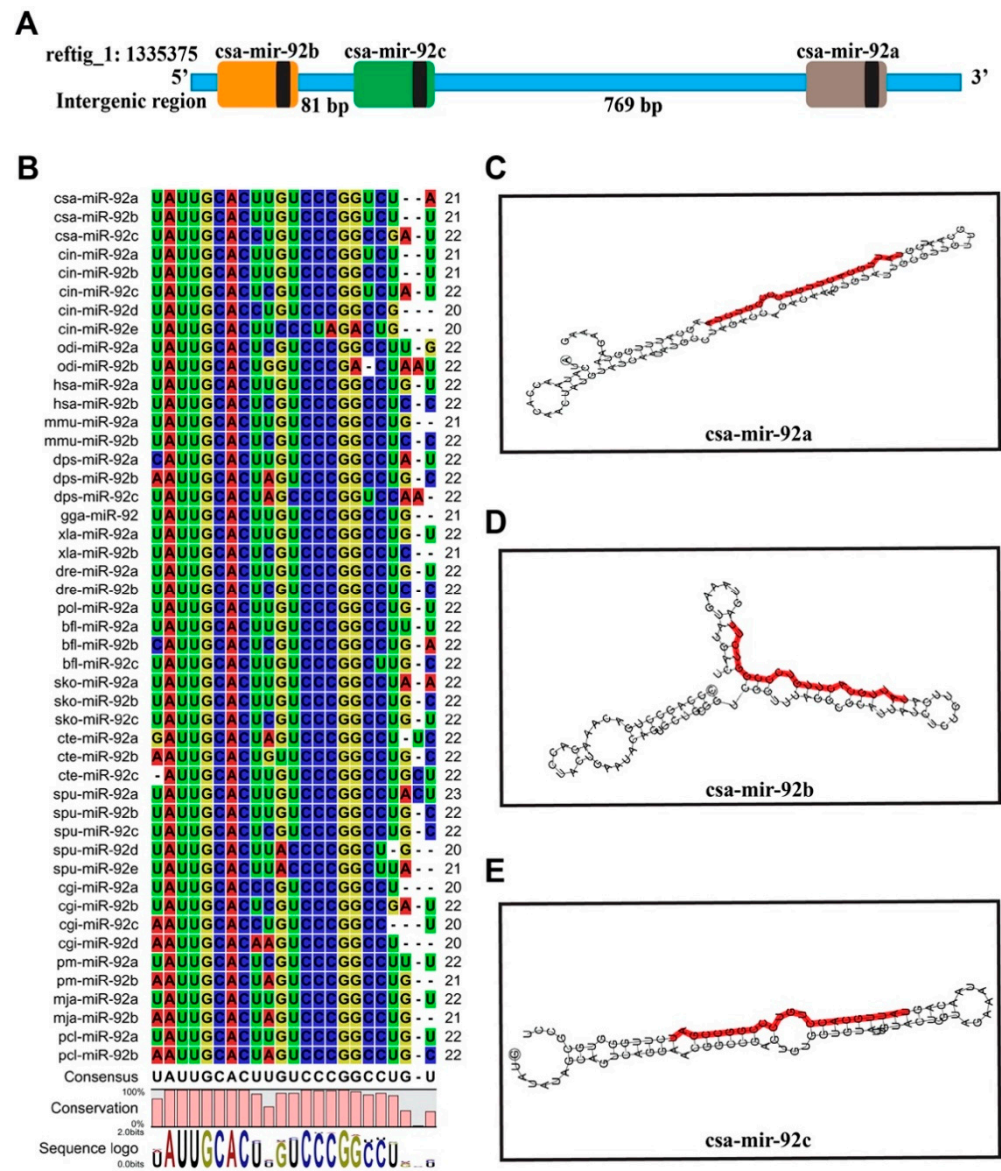 A
reftig_1: 1335375
csa-mir-92b
csa-mir-92c
csa-mir-92a
5’
3’
Intergenic region
81 bp
769 bp
B
csa-miR-92a UAUUGCACUUGUCCCGGUCU--A 21
csa-miR-92b UAUUGCACUUGUCCCGGUCU--U 21
csa-miR-92c UAUUGCACCUGUCCCGGCCGA-U 22
cin-miR-92a UAUUGCACUUGUCCCGGUCU--U 21
cin-miR-92b UAUUGCACUUGUCCCGGCCU--U 21
cin-miR-92c UAUUGCACUCGUCCCGGUCUA-U 22
cin-miR-92d UAUUGCACCUGUCCCGGCCG--- 20
cin-miR-92e UAUUGCACUUCCCUAGACUG--- 20
odi-miR-92a UAUUGCACUCGUCCCGGCCUU-G 22
odi-miR-92b UAUUGCACUGGUCCCGA-CUAAU 22
hsa-miR-92a UAUUGCACUUGUCCCGGCCUG-U 22
hsa-miR-92b UAUUGCACUCGUCCCGGCCUC-C 22
mmu-miR-92a UAUUGCACUUGUCCCGGCCUG-- 21
mmu-miR-92b UAUUGCACUCGUCCCGGCCUC-C 22
dps-miR-92a CAUUGCACUUGUCCCGGCCUA-U 22
dps-miR-92b AAUUGCACUAGUCCCGGCCUG-C 22
dps-miR-92c UAUUGCACUAGCCCCGGUCCAA- 22
gga-miR-92 UAUUGCACUUGUCCCGGCCUG-- 21
xla-miR-92a UAUUGCACUUGUCCCGGCCUG-U 22
xla-miR-92b UAUUGCACUCGUCCCGGCCUC-- 21
dre-miR-92a UAUUGCACUUGUCCCGGCCUG-U 22
dre-miR-92b UAUUGCACUCGUCCCGGCCUC-C 22
pol-miR-92a UAUUGCACUUGUCCCGGCCUG-U 22
bfl-miR-92a UAUUGCACUUGUCCCGGCCUU-U 22
bfl-miR-92b CAUUGCACUCGUCCCGGCCUG-A 22
bfl-miR-92c UAUUGCACUUGUCCCGGCUUG-C 22
sko-miR-92a UAUUGCACUUGUCCCGGCCUA-A 22
sko-miR-92b UAUUGCACUUGUCCCGGCCUG-C 22
sko-miR-92c UAUUGCACUCGUCCCGGCCUG-U 22
cte-miR-92a GAUUGCACUAGUCCCGGCCU-UC 22
cte-miR-92b AAUUGCACUGUUCCCGGCCUG-C 22
cte-miR-92c -AUUGCACUUGUCCCGGCCUGCU 22
spu-miR-92a UAUUGCACUUGUCCCGGCCUACU 23
spu-miR-92b UAUUGCACUUGUCCCGGCCUG-C 22
spu-miR-92c UAUUGCACUCGUCCCGGCCUG-C 22
spu-miR-92d UAUUGCACUUACCCCGGCU-G-- 20
spu-miR-92e UAUUGCACUUACCCCGGCUUA-- 21
cgi-miR-92a UAUUGCACCCGUCCCGGCCU--- 20
cgi-miR-92b UAUUGCACUCGUCCCGGCCGA-U 22
cgi-miR-92c AAUUGCACCUGUCCCGGCC---U 20
cgi-miR-92d AAUUGCACAAGUCCCGGCCU--- 20
pm-miR-92a UAUUGCACUCGUCCCGGCCUU-U 22
pm-miR-92b AAUUGCACUAGUCCCGGCCUG-- 21
mja-miR-92a UAUUGCACUUGUCCCGGCCUG-U 22
mja-miR-92b AAUUGCACUAGUCCCGGCCUG-- 21
pcl-miR-92a UAUUGCACUUGUCCCGGCCUG-U 22
pcl-miR-92b AAUUGCACUAGUCCCGGCCUG-C 22
Consensus UAUUGCACUUGUCCCGGCCUG-U
100%
Conservation
0%
2.0bits
Sequence logo UAUUGCACU GUCCCGGCCU
0.0bits
C
csa-mir-92a
D
csa-mir-92b
E
csa-mir-92c